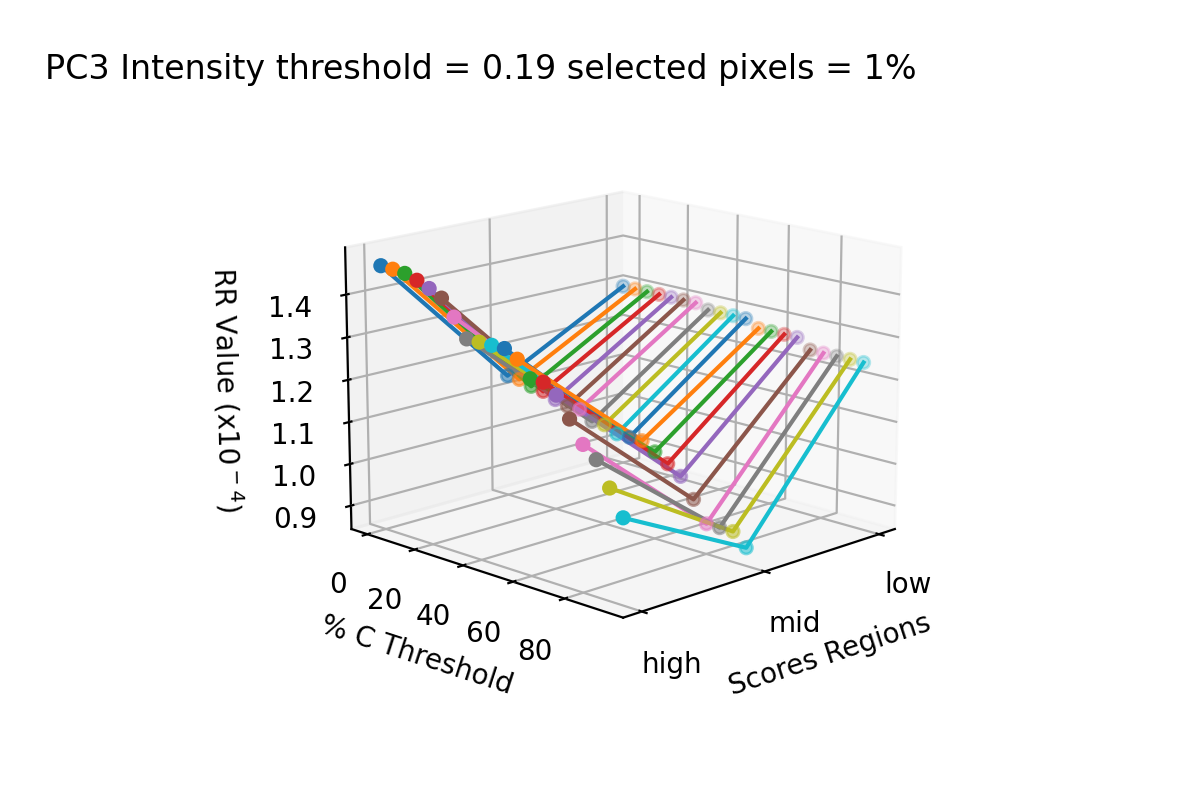 PC3 Intensity threshold = 0.19 selected pixels = 1%
RR Value (x10⁻⁴)
1.4
1.3
1.2
1.1
1.0
0.9
0
20
40
60
80
% C Threshold
high
mid
low
Scores Regions